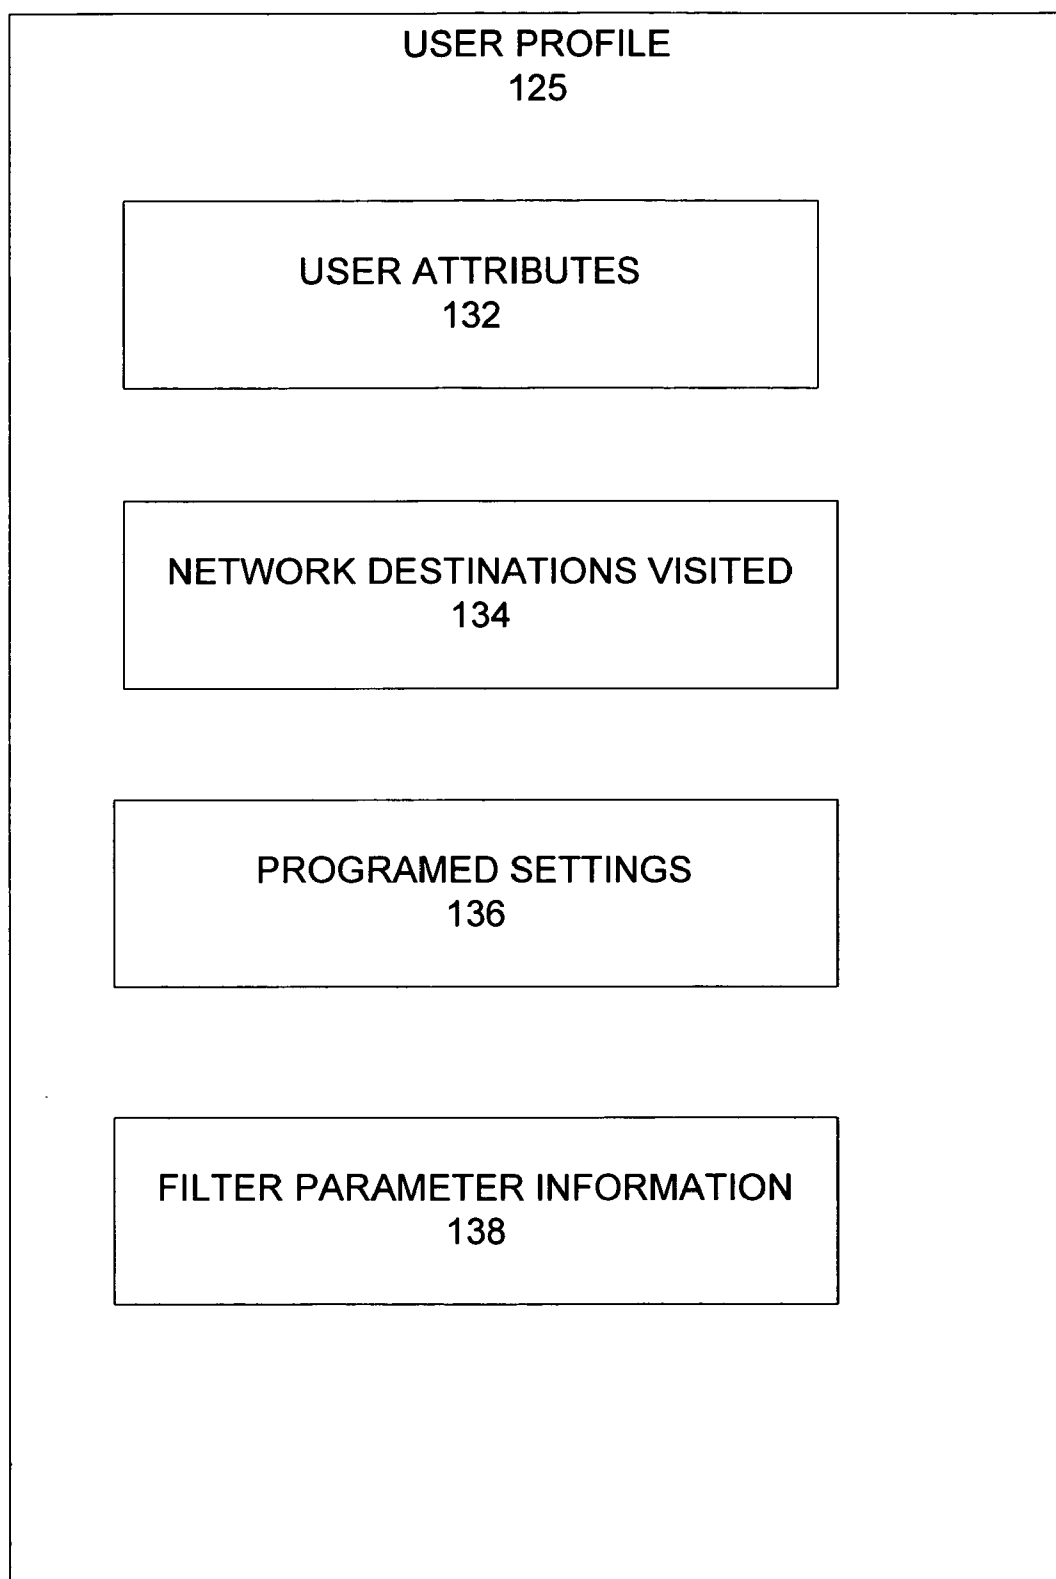 USER PROFILE
125
USER ATTRIBUTES
132
NETWORK DESTINATIONS VISITED
134
PROGRAMED SETTINGS
136
FILTER PARAMETER INFORMATION
138